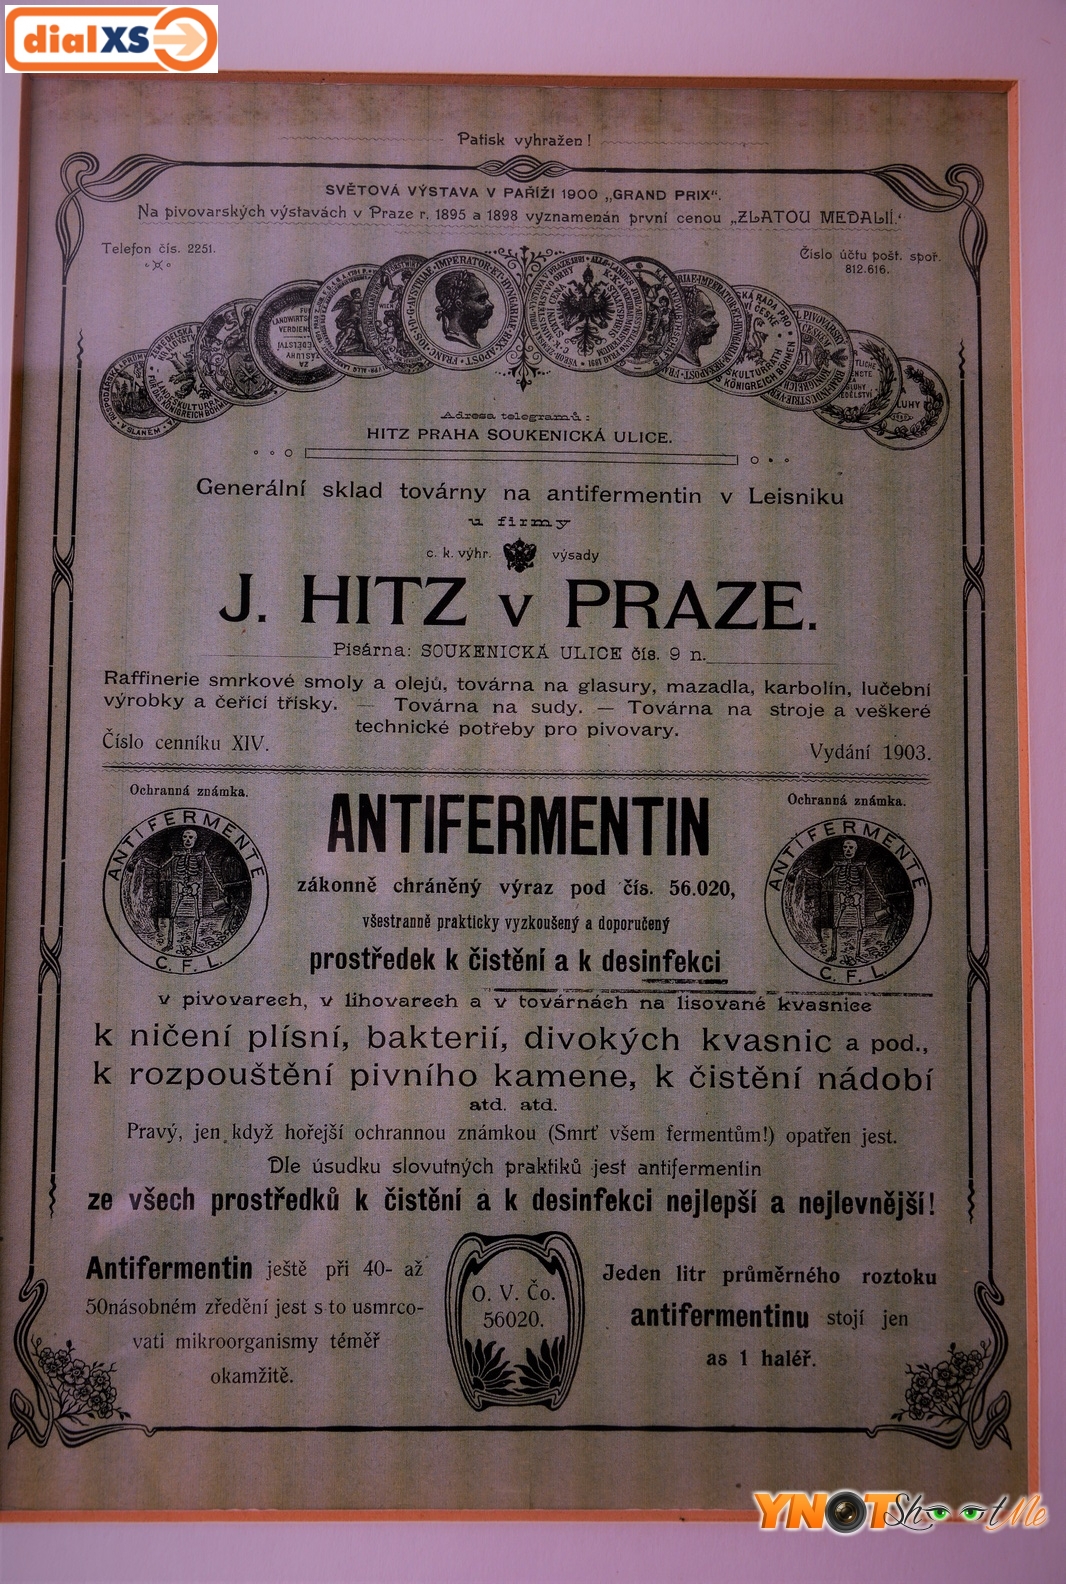 dialXS
Patisk vyhražen!
SVĚTOVÁ VÝSTAVA V PAŘÍŽI 1900 „GRAND PRIX“.
Na pivovarských výstavách v Praze r. 1895 a 1898 vyznamenán první cenou „ZLATOU MEDALIÍ.“
Telefon čís. 2251.
Číslo účtu pošt. spoř.
812.616.
Adresa telegramů:
HITZ PRAHA SOUKENICKÁ ULICE.
Generální sklad továrny na antifermentin v Leisniku
u firmy
c. k. výhr. výsady
J. HITZ v PRAZE.
Pisárna: SOUKENICKÁ ULICE čís. 9 n.
Raffinerie smrkové smoly a olejů, továrna na glasury, mazadla, karbolín, lučební
výrobky a čeřící třísky. — Továrna na sudy. — Továrna na stroje a veškeré
technické potřeby pro pivovary.
Číslo cenníku XIV.
Vydání 1903.
Ochranná známka.
Ochranná známka.
ANTIFERMENTE
C. F. L.
ANTIFERMENTIN
ANTIFERMENTE
C. F. L.
zákonně chráněný výraz pod čís. 56.020,
všestranně prakticky vyzkoušený a doporučený
prostředek k čistění a k desinfekci
v pivovarech, v lihovarech a v továrnách na lisované kvasnice
k ničení plísní, bakterií, divokých kvasnic a pod.,
k rozpouštění pivního kamene, k čistění nádobí
atd. atd.
Pravý, jen když hořejší ochrannou známkou (Smrť všem fermentům!) opatřen jest.
Dle úsudku slovutných praktiků jest antifermentin
ze všech prostředků k čistění a k desinfekci nejlepší a nejlevnější!
Antifermentin ještě při 40- až
50násobném zředění jest s to usmrco-
vati mikroorganismy téměř
okamžitě.
O. V. Čo.
56020.
Jeden litr průměrného roztoku
antifermentinu stojí jen
as 1 haléř.
YNOT Shoot Me